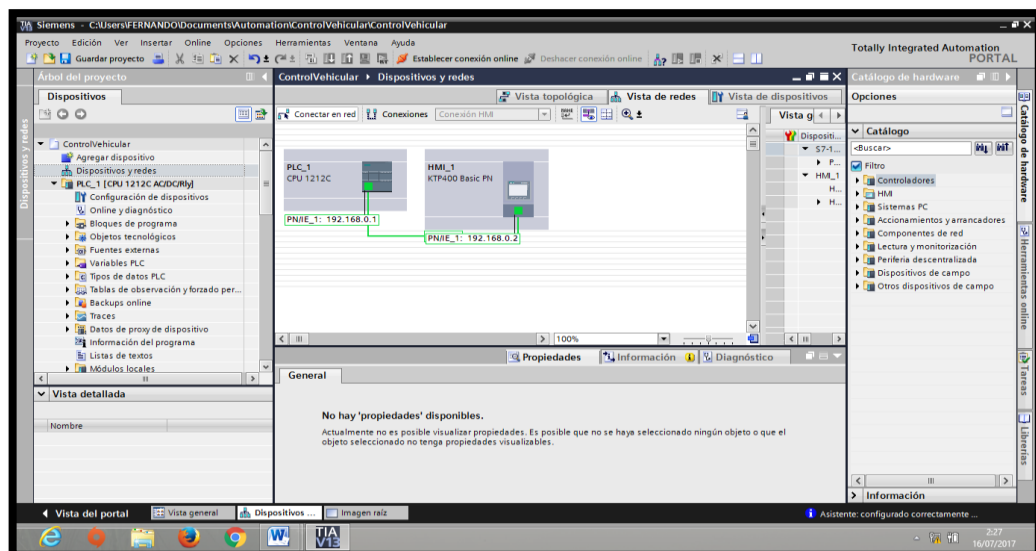 Siemens - C:\Users\FERNANDO\Documents\Automation\ControlVehicular\ControlVehicular
Proyecto Edición Ver Insertar Online Opciones Herramientas Ventana Ayuda
Guardar proyecto Establecer conexión online Deshacer conexión online
Totally Integrated Automation
PORTAL
Árbol del proyecto
Dispositivos
Dispositivos y redes
ControlVehicular
Agregar dispositivo
Dispositivos y redes
PLC_1 [CPU 1212C AC/DC/Rly]
Configuración de dispositivos
Online y diagnóstico
Bloques de programa
Objetos tecnológicos
Fuentes externas
Variables PLC
Tipos de datos PLC
Tablas de observación y forzado per...
Backups online
Traces
Datos de proxy de dispositivo
Información del programa
Listas de textos
Módulos locales
Vista detallada
Nombre
ControlVehicular Dispositivos y redes
Vista topológica Vista de redes Vista de dispositivos
Conectar en red Conexiones Conexión HMI
Vista g
Dispositi...
S7-1...
P...
HMI_1
H...
H...
PLC_1
CPU 1212C
HMI_1
KTP400 Basic PN
PN/IE_1: 192.168.0.1
PN/IE_1: 192.168.0.2
100%
Propiedades Información Diagnóstico
General
No hay 'propiedades' disponibles.
Actualmente no es posible visualizar propiedades. Es posible que no se haya seleccionado ningún objeto o que el
objeto seleccionado no tenga propiedades visualizables.
Catálogo de hardware
Opciones
Catálogo
<Buscar>
Filtro
Controladores
HMI
Sistemas PC
Accionamientos y arrancadores
Componentes de red
Lectura y monitorización
Periferia descentralizada
Dispositivos de campo
Otros dispositivos de campo
Información
Catálogo de hardware
Herramientas online
Tareas
Librerías
Vista del portal Vista general Dispositivos ... Imagen raíz
Asistente: configurado correctamente ...
TIA
V13
2:27
16/07/2017